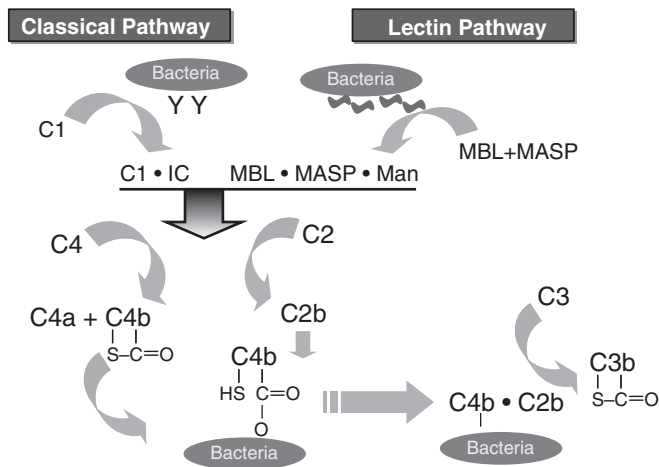 Classical Pathway
Lectin Pathway
Bacteria
Bacteria
Y Y
C1
MBL+MASP
C1 • IC
MBL • MASP • Man
C4
C2
C4a + C4b
S–C=O
C2b
C4b
HS C=O
O
Bacteria
C3
C3b
S–C=O
C4b • C2b
Bacteria